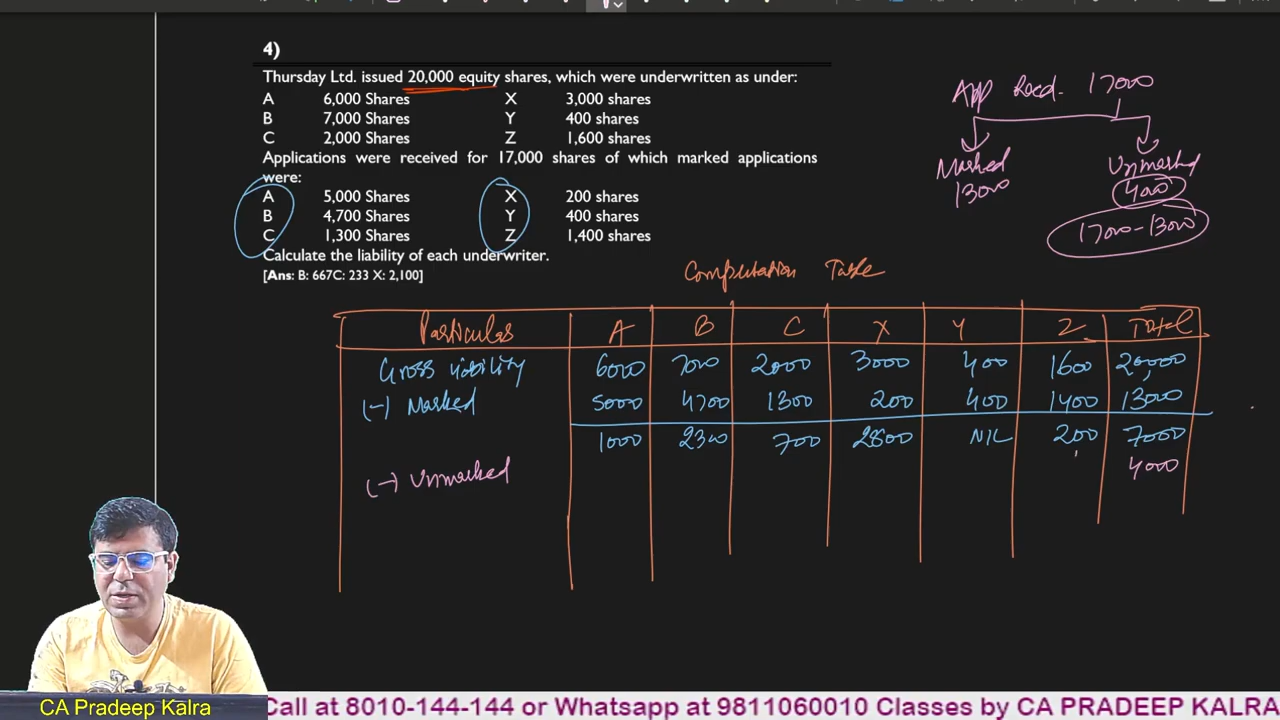 4)
Thursday Ltd. issued 20,000 equity shares, which were underwritten as under:
A 6,000 Shares X 3,000 shares
B 7,000 Shares Y 400 shares
C 2,000 Shares Z 1,600 shares
Applications were received for 17,000 shares of which marked applications
were:
A 5,000 Shares X 200 shares
B 4,700 Shares Y 400 shares
C 1,300 Shares Z 1,400 shares
Calculate the liability of each underwriter.
[Ans: B: 667C: 233 X: 2,100]
App Recd. 17000
Marked Unmarked
13000 4000
17000-13000
Computation Table
Particulars A B C X Y Z Total
Gross liability 6000 7000 2000 3000 400 1600 20,000
(-) Marked 5000 4700 1300 200 400 1400 13000
1000 2300 700 2800 NIL 200 7000
(-) Unmarked 4000
CA Pradeep Kalra
Call at 8010-144-144 or Whatsapp at 9811060010 Classes by CA PRADEEP KALRA